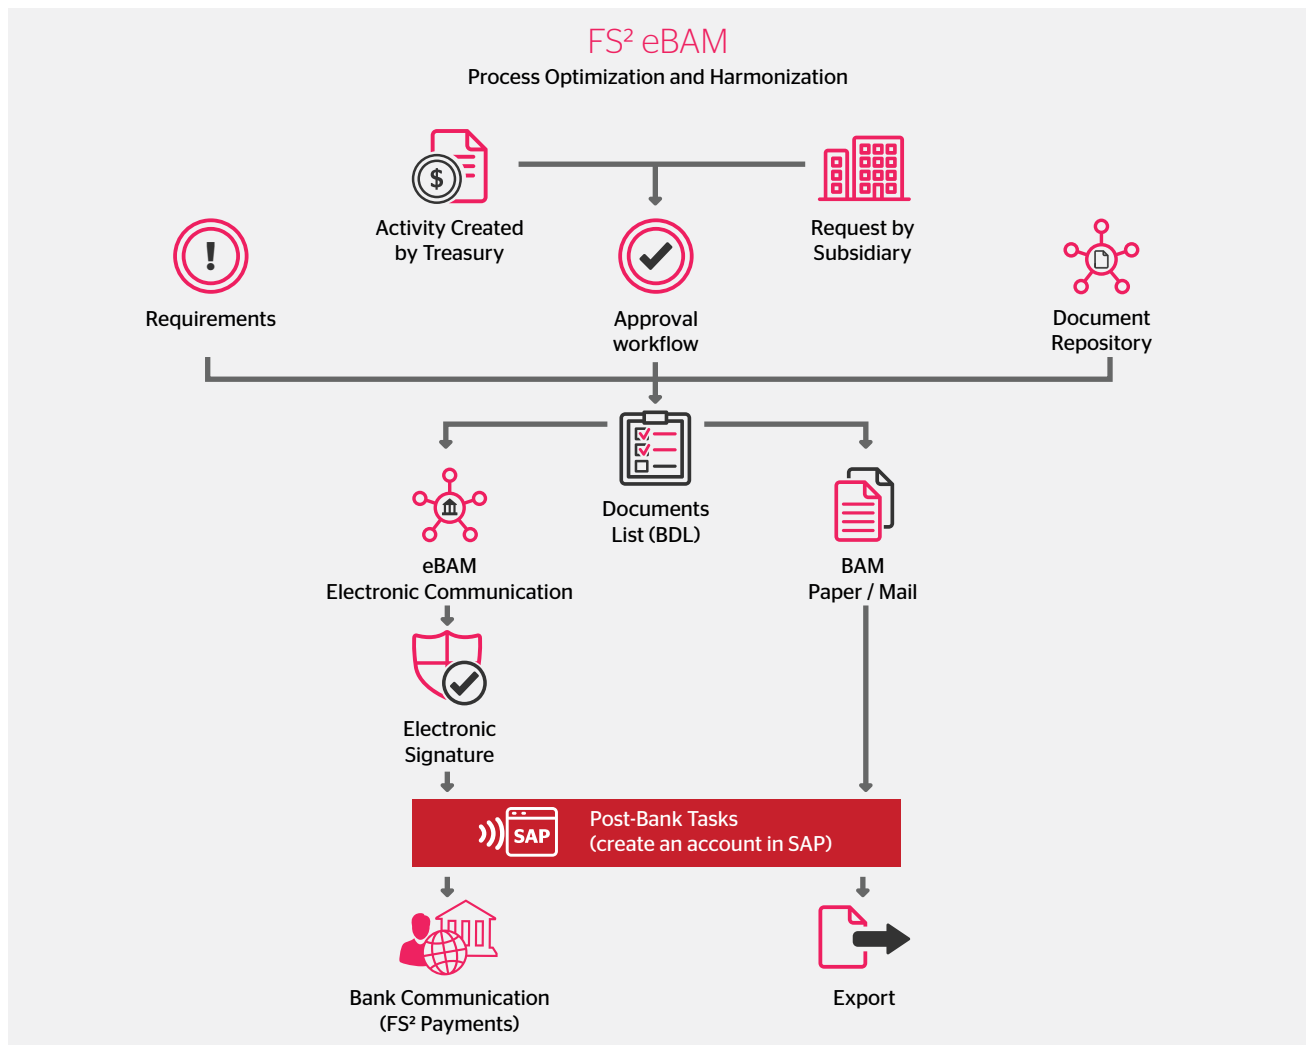 FS² eBAM
Process Optimization and Harmonization
$
Activity Created
by Treasury
Request by
Subsidiary
!
Requirements
Approval
workflow
Document
Repository
Documents
List (BDL)
eBAM
Electronic Communication
BAM
Paper / Mail
Electronic
Signature
SAP
Post-Bank Tasks
(create an account in SAP)
Bank Communication
(FS² Payments)
Export